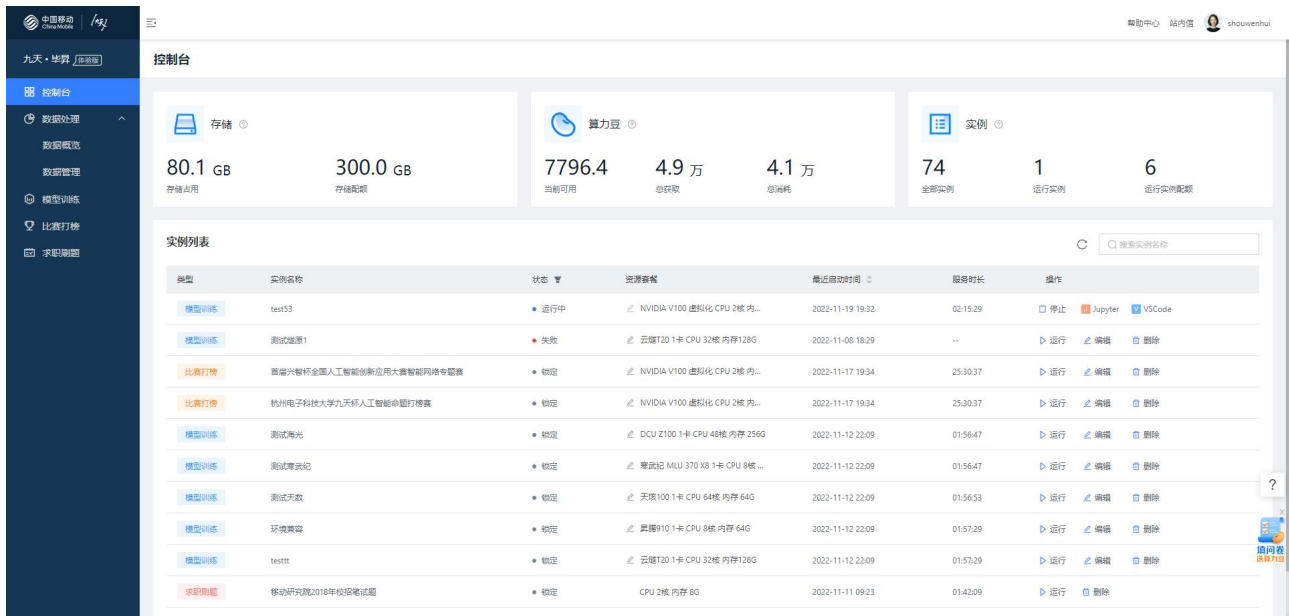 中国移动 China Mobile
帮助中心 站内信 shouwenhui
九天·毕昇 体验版
控制台
控制台
数据处理
数据概览
数据管理
模型训练
比赛打榜
求职刷题
存储
80.1 GB 300.0 GB
存储占用 存储配额
算力豆
7796.4 4.9 万 4.1 万
当前可用 总获取 总消耗
实例
74 1 6
全部实例 运行实例 运行实例配额
实例列表
搜索实例名称
类型 实例名称 状态 资源套餐 最近启动时间 服务时长 操作
模型训练 test53 运行中 NVIDIA V100 虚拟化 CPU 2核 内... 2022-11-19 19:32 02:15:29 停止 Jupyter VSCode
模型训练 测试燧原1 失败 云燧T20 1卡 CPU 32核 内存128G 2022-11-08 18:29 -- 运行 编辑 删除
比赛打榜 首届兴智杯全国人工智能创新应用大赛智能网络专题赛 锁定 NVIDIA V100 虚拟化 CPU 2核 内... 2022-11-17 19:34 25:30:37 运行 编辑 删除
比赛打榜 杭州电子科技大学九天杯人工智能命题打榜赛 锁定 NVIDIA V100 虚拟化 CPU 2核 内... 2022-11-17 19:34 25:30:37 运行 编辑 删除
模型训练 测试海光 锁定 DCU Z100 1卡 CPU 48核 内存 256G 2022-11-12 22:09 01:56:47 运行 编辑 删除
模型训练 测试寒武纪 锁定 寒武纪 MLU 370 X8 1卡 CPU 8核 ... 2022-11-12 22:09 01:56:47 运行 编辑 删除
模型训练 测试天数 锁定 天垓100 1卡 CPU 64核 内存 64G 2022-11-12 22:09 01:56:53 运行 编辑 删除
模型训练 环境兼容 锁定 昇腾910 1卡 CPU 8核 内存 64G 2022-11-12 22:09 01:57:29 运行 编辑 删除
模型训练 testtt 锁定 云燧T20 1卡 CPU 32核 内存128G 2022-11-12 22:09 01:57:29 运行 编辑 删除
求职刷题 移动研究院2018年校招笔试题 锁定 CPU 2核 内存 8G 2022-11-11 09:23 01:42:09 运行 删除
?
填问卷
送算力豆